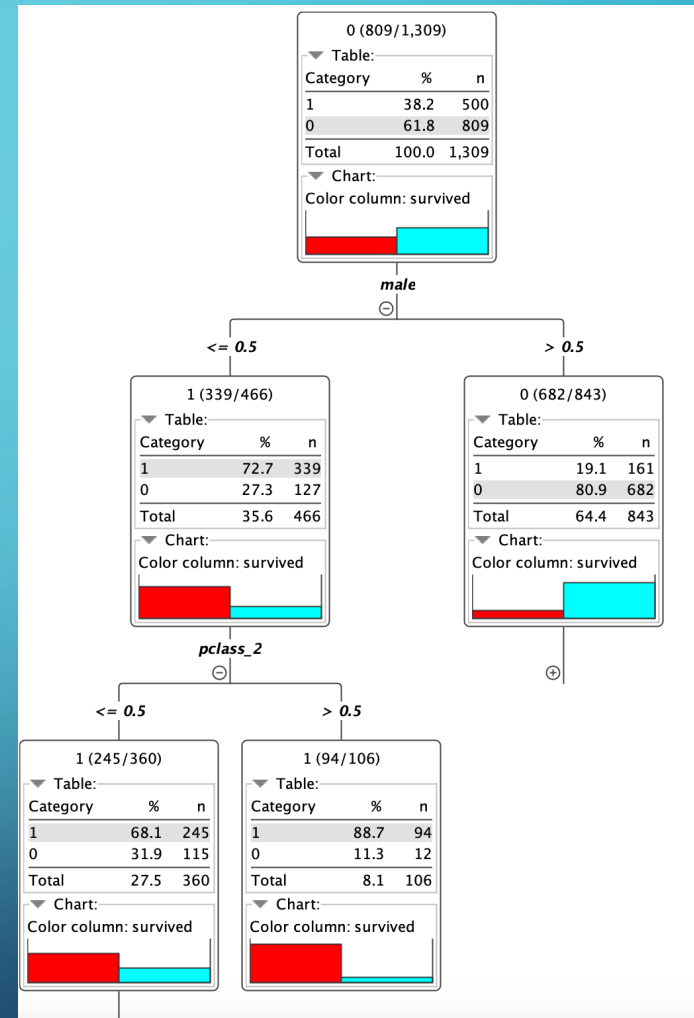 0 (809/1,309)
Table:
Category % n
1 38.2 500
0 61.8 809
Total 100.0 1,309
Chart:
Color column: survived
male
<= 0.5
> 0.5
1 (339/466)
Table:
Category % n
1 72.7 339
0 27.3 127
Total 35.6 466
Chart:
Color column: survived
0 (682/843)
Table:
Category % n
1 19.1 161
0 80.9 682
Total 64.4 843
Chart:
Color column: survived
pclass_2
<= 0.5
> 0.5
1 (245/360)
Table:
Category % n
1 68.1 245
0 31.9 115
Total 27.5 360
Chart:
Color column: survived
1 (94/106)
Table:
Category % n
1 88.7 94
0 11.3 12
Total 8.1 106
Chart:
Color column: survived